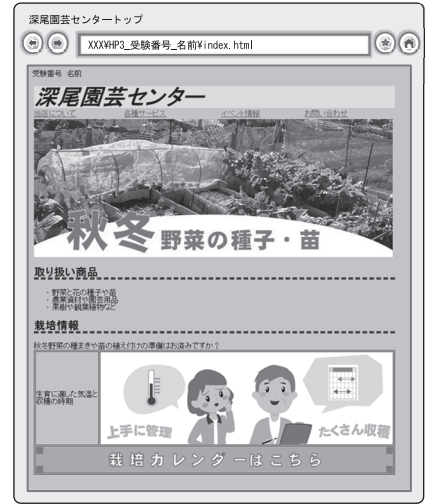 深尾園芸センタートップ
XXX¥HP3_受験番号_名前¥index.html
受験番号 名前
深尾園芸センター
当店について 各種サービス イベント情報 お問い合わせ
秋冬野菜の種子・苗
取り扱い商品
・野菜と花の種子や苗
・農業資材や園芸用品
・果樹や観葉植物など
栽培情報
秋冬野菜の種まきや苗の植え付けの準備はお済みですか?
生育に適した気温と
収穫の時期
上手に管理 たくさん収穫
栽培カレンダーはこちら